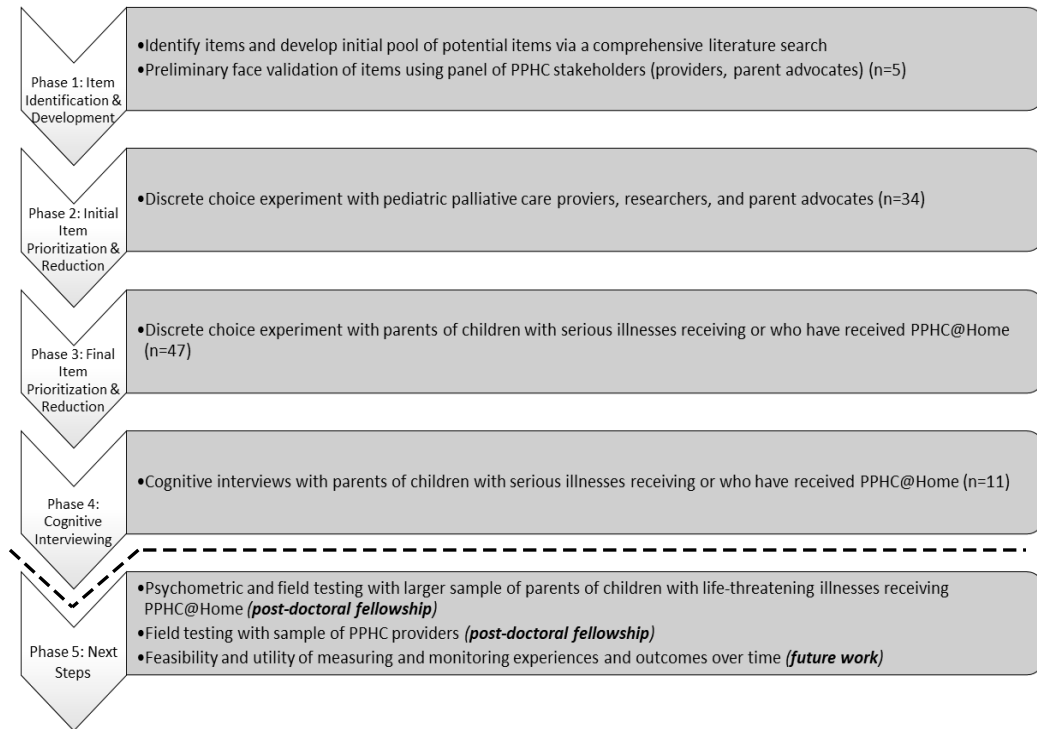 Phase 1: Item
Identification &
Development
•Identify items and develop initial pool of potential items via a comprehensive literature search
•Preliminary face validation of items using panel of PPHC stakeholders (providers, parent advocates) (n=5)
Phase 2: Initial
Item
Prioritization &
Reduction
•Discrete choice experiment with pediatric palliative care proviers, researchers, and parent advocates (n=34)
Phase 3: Final
Item
Prioritization &
Reduction
•Discrete choice experiment with parents of children with serious illnesses receiving or who have received PPHC@Home
(n=47)
Phase 4:
Cognitive
Interviewing
•Cognitive interviews with parents of children with serious illnesses receiving or who have received PPHC@Home (n=11)
Phase 5: Next
Steps
•Psychometric and field testing with larger sample of parents of children with life-threatening illnesses receiving
PPHC@Home (post-doctoral fellowship)
•Field testing with sample of PPHC providers (post-doctoral fellowship)
•Feasibility and utility of measuring and monitoring experiences and outcomes over time (future work)